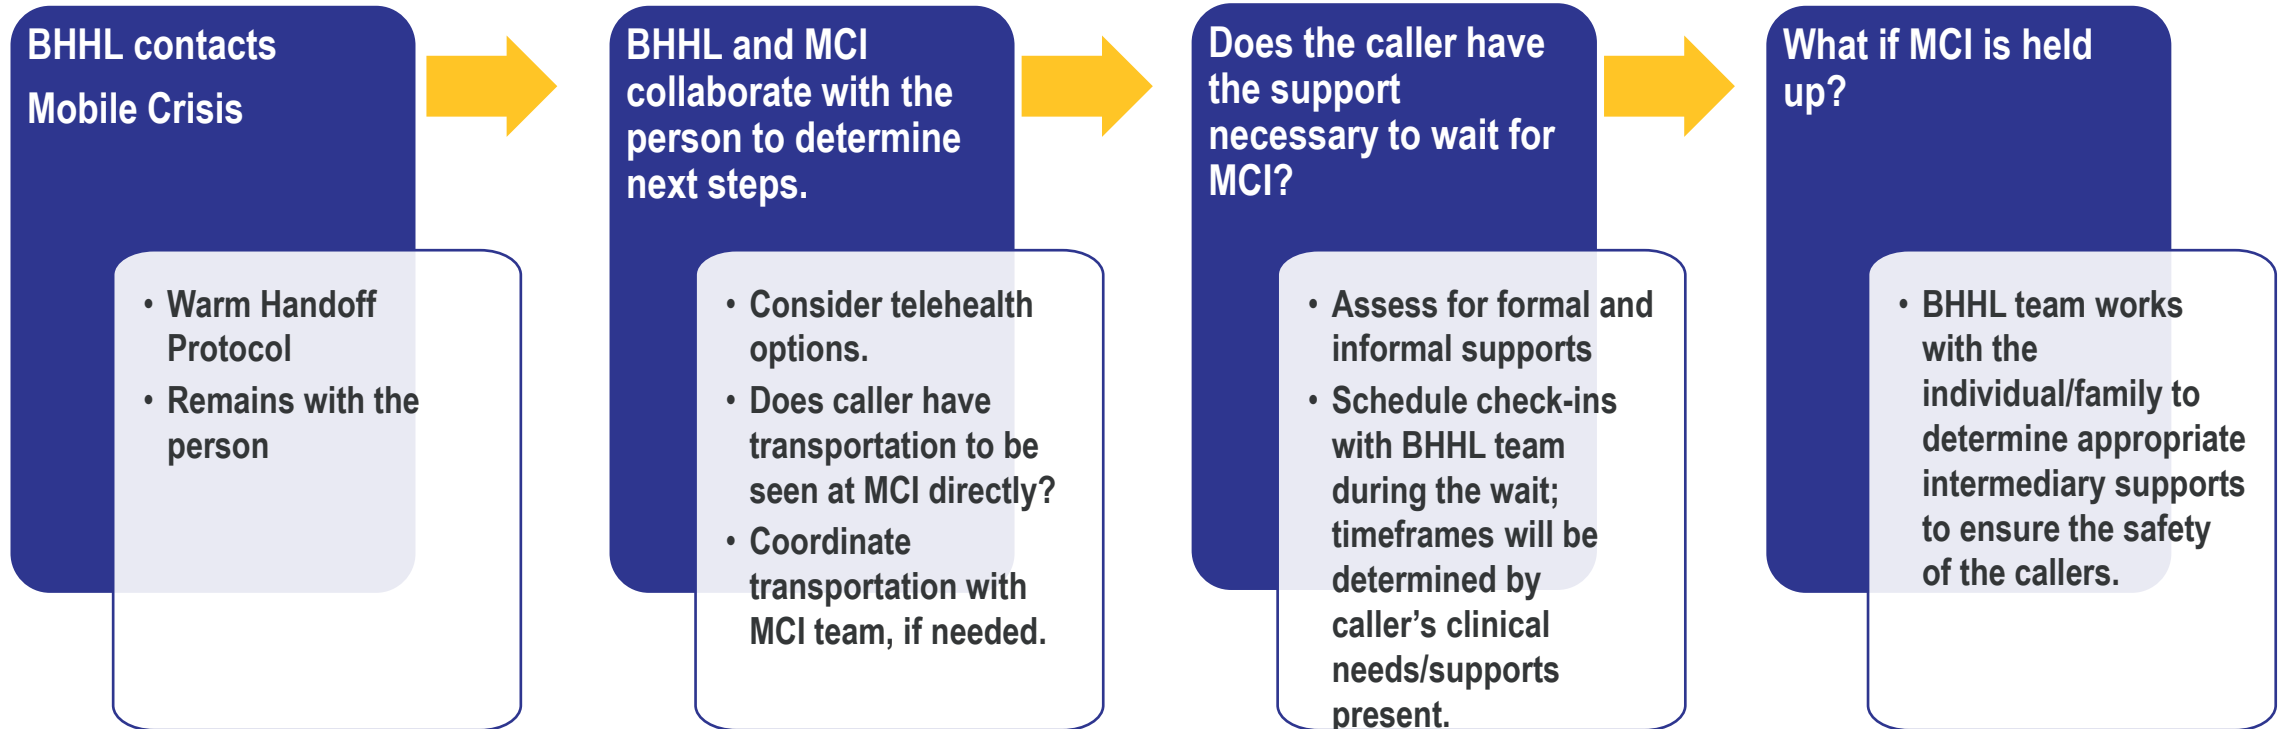 BHHL contacts
Mobile Crisis
• Warm Handoff
Protocol
• Remains with the
person
BHHL and MCI
collaborate with the
person to determine
next steps.
• Consider telehealth
options.
• Does caller have
transportation to be
seen at MCI directly?
• Coordinate
transportation with
MCI team, if needed.
Does the caller have
the support
necessary to wait for
MCI?
• Assess for formal and
informal supports
• Schedule check-ins
with BHHL team
during the wait;
timeframes will be
determined by
caller’s clinical
needs/supports
present.
What if MCI is held
up?
• BHHL team works
with the
individual/family to
determine appropriate
intermediary supports
to ensure the safety
of the callers.